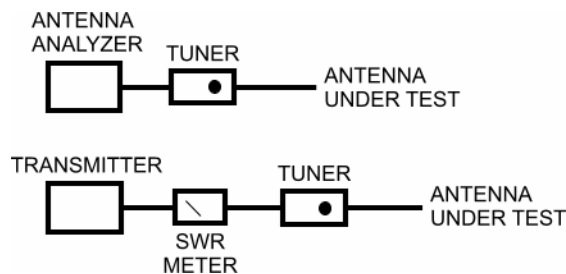 ANTENNA
ANALYZER
TUNER
ANTENNA
UNDER TEST
TRANSMITTER
TUNER
ANTENNA
UNDER TEST
SWR
METER